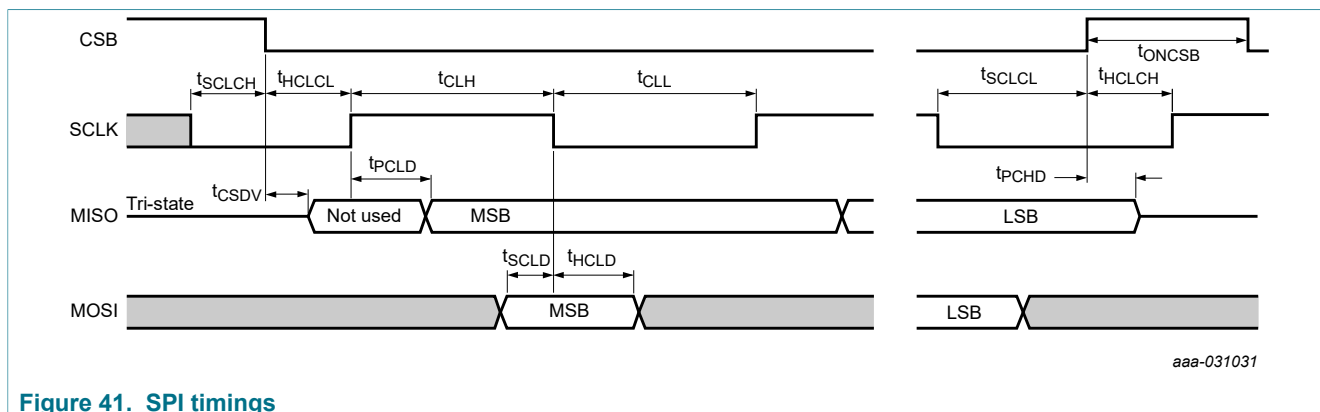 CSB
tONCSB
tSCLCH tHCLCL tCLH tCLL tSCLCL tHCLCH
SCLK
tPCLD tPCHD
tCSDV
Tri-state
MISO Not used MSB LSB
tSCLD tHCLD
MOSI MSB LSB
aaa-031031
Figure 41. SPI timings